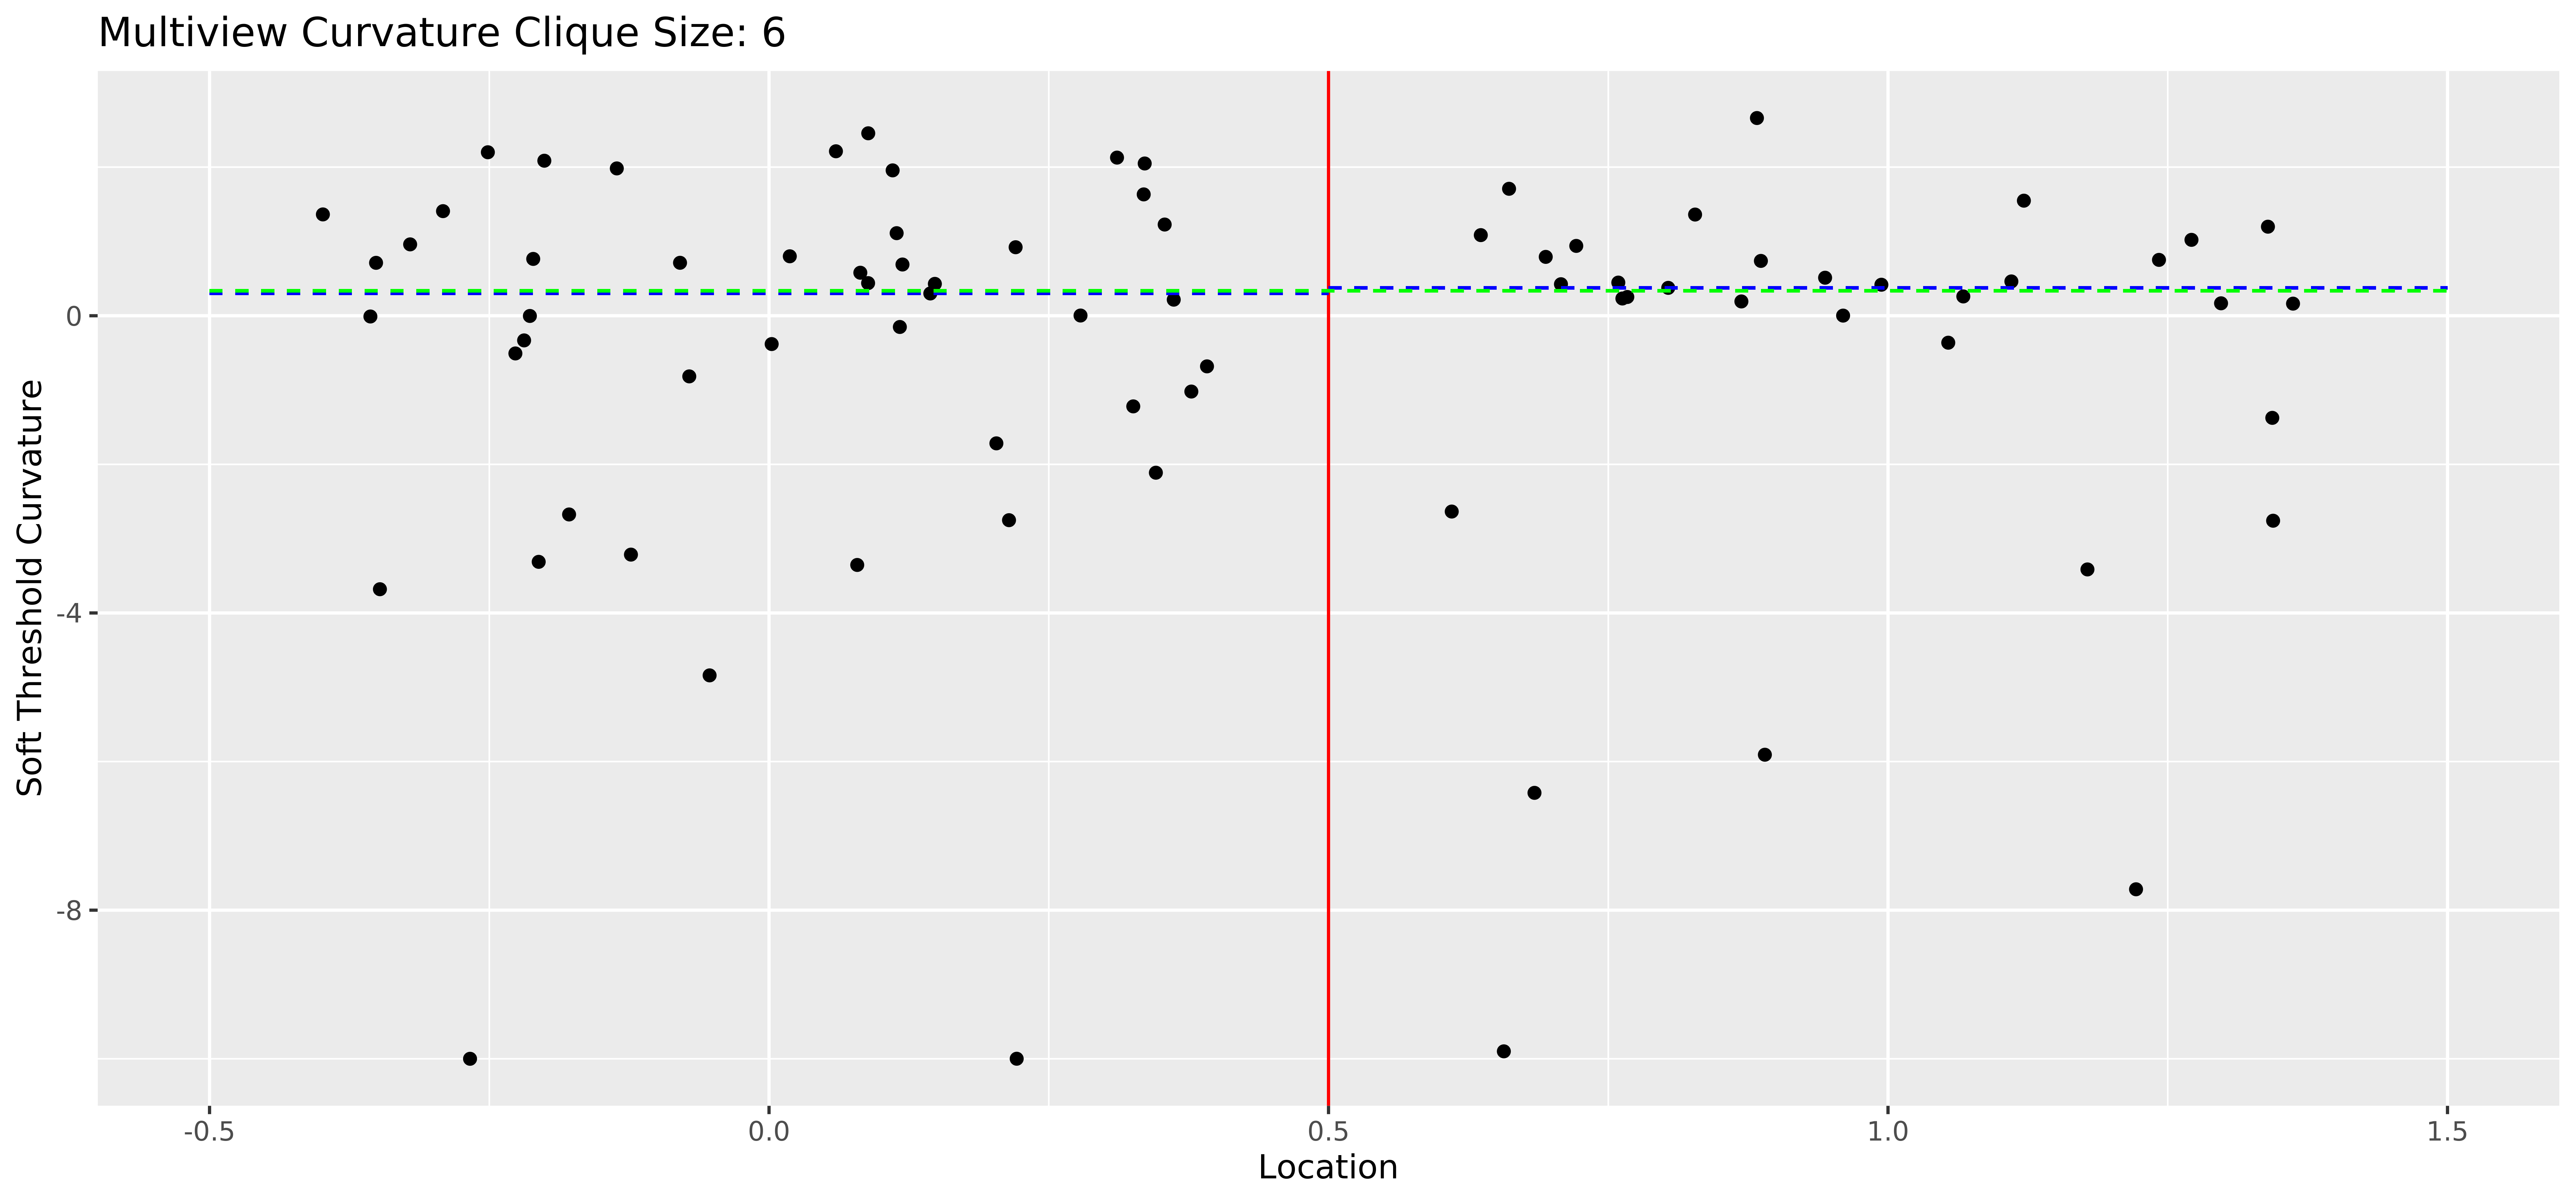 Multiview Curvature Clique Size: 6
Soft Threshold Curvature
0
-4
-8
-0.5 0.0 0.5 1.0 1.5
Location